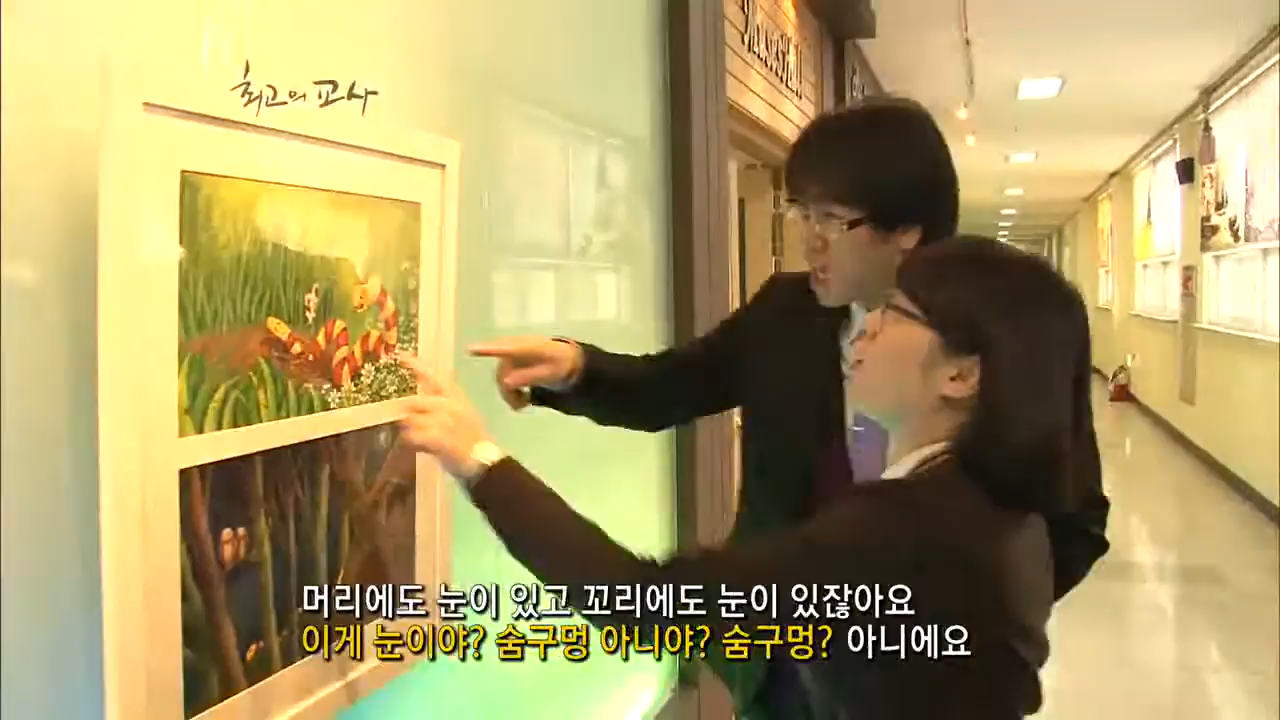 최고의 교사
머리에도 눈이 있고 꼬리에도 눈이 있잖아요
이게 눈이야? 숨구멍 아니야? 숨구멍? 아니에요